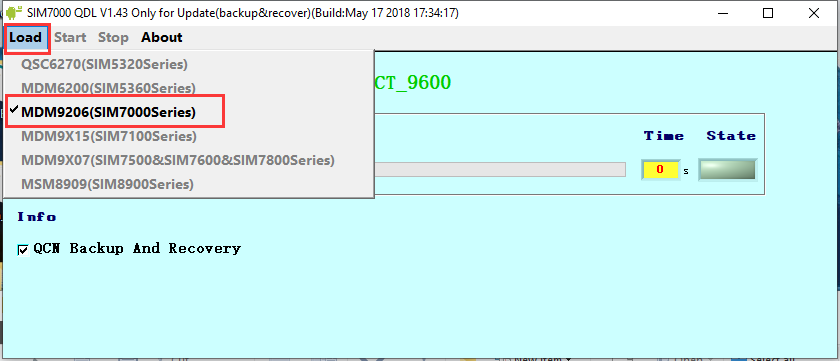 SIM7000 QDL V1.43 Only for Update(backup&recover)(Build:May 17 2018 17:34:17)
Load Start Stop About
QSC6270(SIM5320Series)
MDM6200(SIM5360Series)
CT_9600
MDM9206(SIM7000Series)
MDM9X15(SIM7100Series)
Time State
MDM9X07(SIM7500&SIM7600&SIM7800Series)
0 s
MSM8909(SIM8900Series)
Info
QCN Backup And Recovery